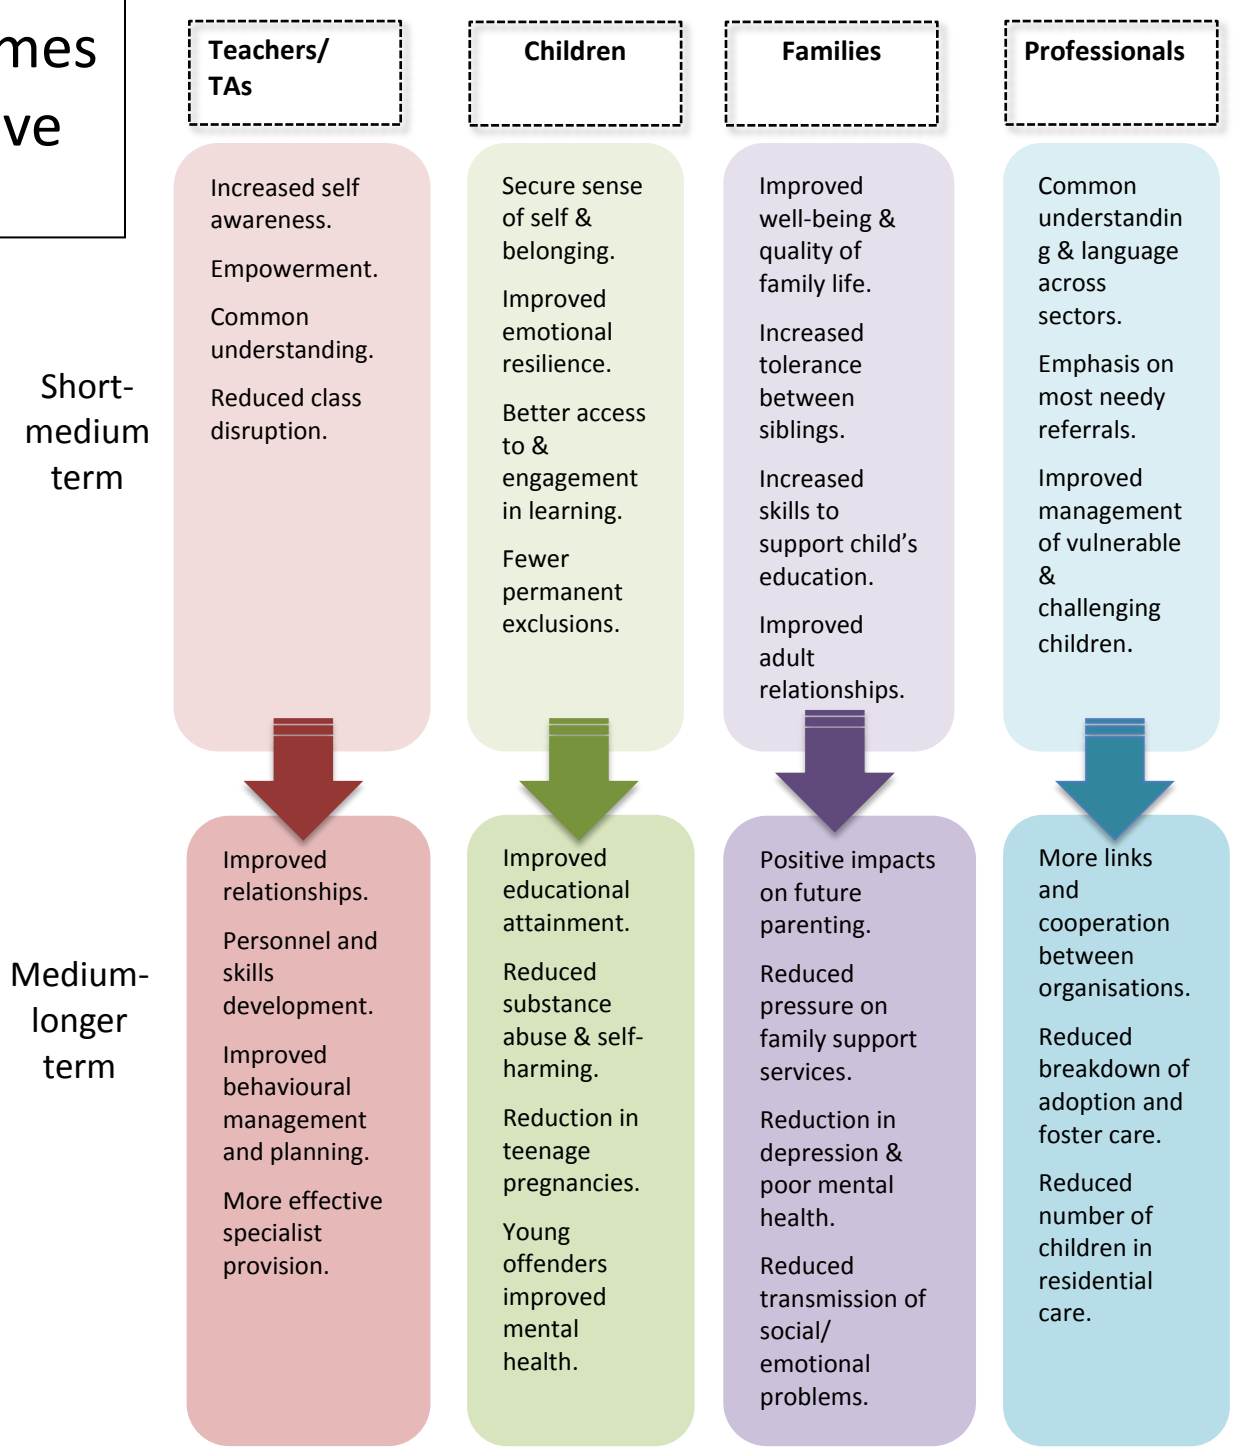 mes
ve
Teachers/
TAs
Children
Families
Professionals
Short-
medium
term
Increased self
awareness.
Empowerment.
Common
understanding.
Reduced class
disruption.
Secure sense
of self &
belonging.
Improved
emotional
resilience.
Better access
to &
engagement
in learning.
Fewer
permanent
exclusions.
Improved
well-being &
quality of
family life.
Increased
tolerance
between
siblings.
Increased
skills to
support child’s
education.
Improved
adult
relationships.
Common
understandin
g & language
across
sectors.
Emphasis on
most needy
referrals.
Improved
management
of vulnerable
&
challenging
children.
Medium-
longer
term
Improved
relationships.
Personnel and
skills
development.
Improved
behavioural
management
and planning.
More effective
specialist
provision.
Improved
educational
attainment.
Reduced
substance
abuse & self-
harming.
Reduction in
teenage
pregnancies.
Young
offenders
improved
mental
health.
Positive impacts
on future
parenting.
Reduced
pressure on
family support
services.
Reduction in
depression &
poor mental
health.
Reduced
transmission of
social/
emotional
problems.
More links
and
cooperation
between
organisations.
Reduced
breakdown of
adoption and
foster care.
Reduced
number of
children in
residential
care.